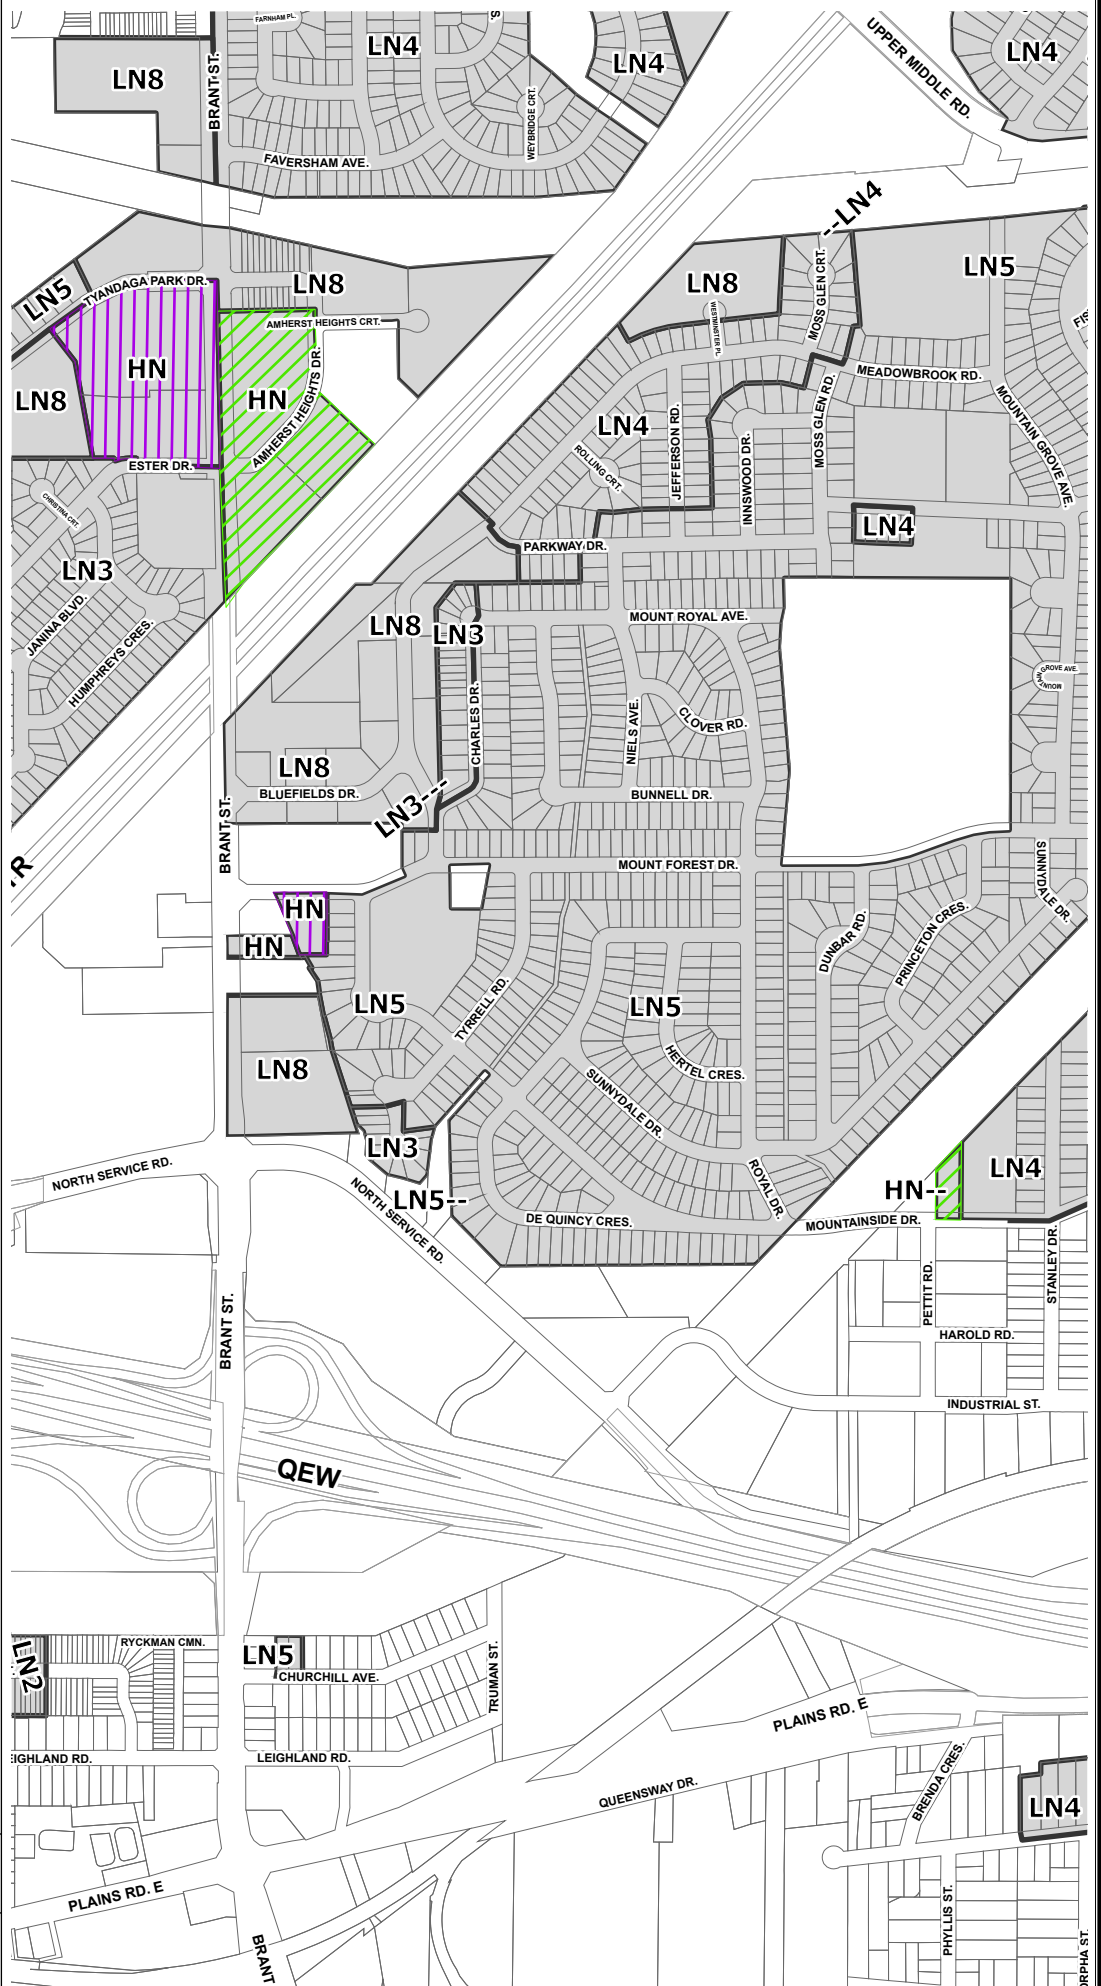 FARNHAM PL.
S.
LN4
LN4
LN4
LN8
BRANT ST.
UPPER MIDDLE RD.
WEYBRIDGE CRT.
FAVERSHAM AVE.
--LN4
LN5
LN5
TYANDAGA PARK DR.
LN8
LN8
MOSS GLEN CRT.
WESTMINSTER PL.
AMHERST HEIGHTS CRT.
HN
LN8
HN
AMHERST HEIGHTS DR.
MEADOWBROOK RD.
MOUNTAIN GROVE AVE.
MOSS GLEN RD.
LN4
JEFFERSON RD.
INNSWOOD DR.
ROLLING CRT.
ESTER DR.
CHRISTINA CRT.
LN4
PARKWAY DR.
LN3
JANINA BLVD.
HUMPHREYS CRES.
LN8
LN3
MOUNT ROYAL AVE.
MOUNTAIN GROVE AVE.
CHARLES DR.
NIELS AVE.
CLOVER RD.
LN8
BLUEFIELDS DR.
LN3---
BUNNELL DR.
BRANT ST.
MOUNT FOREST DR.
SUNNYDALE DR.
HN
HN
DUNBAR RD.
PRINCETON CRES.
LN5
TYRRELL RD.
LN5
LN8
HERTEL CRES.
SUNNYDALE DR.
LN3
LN5--
NORTH SERVICE RD.
NORTH SERVICE RD.
ROYAL DR.
DE QUINCY CRES.
MOUNTAINSIDE DR.
HN--
LN4
PETTIT RD.
STANLEY DR.
HAROLD RD.
BRANT ST.
INDUSTRIAL ST.
QEW
LN2
RYCKMAN CMN.
LN5
CHURCHILL AVE.
TRUMAN ST.
PLAINS RD. E
EIGHLAND RD.
LEIGHLAND RD.
QUEENSWAY DR.
BRENDA CRES.
LN4
PLAINS RD. E
PHYLLIS ST.
BRANT
ORPHA ST.